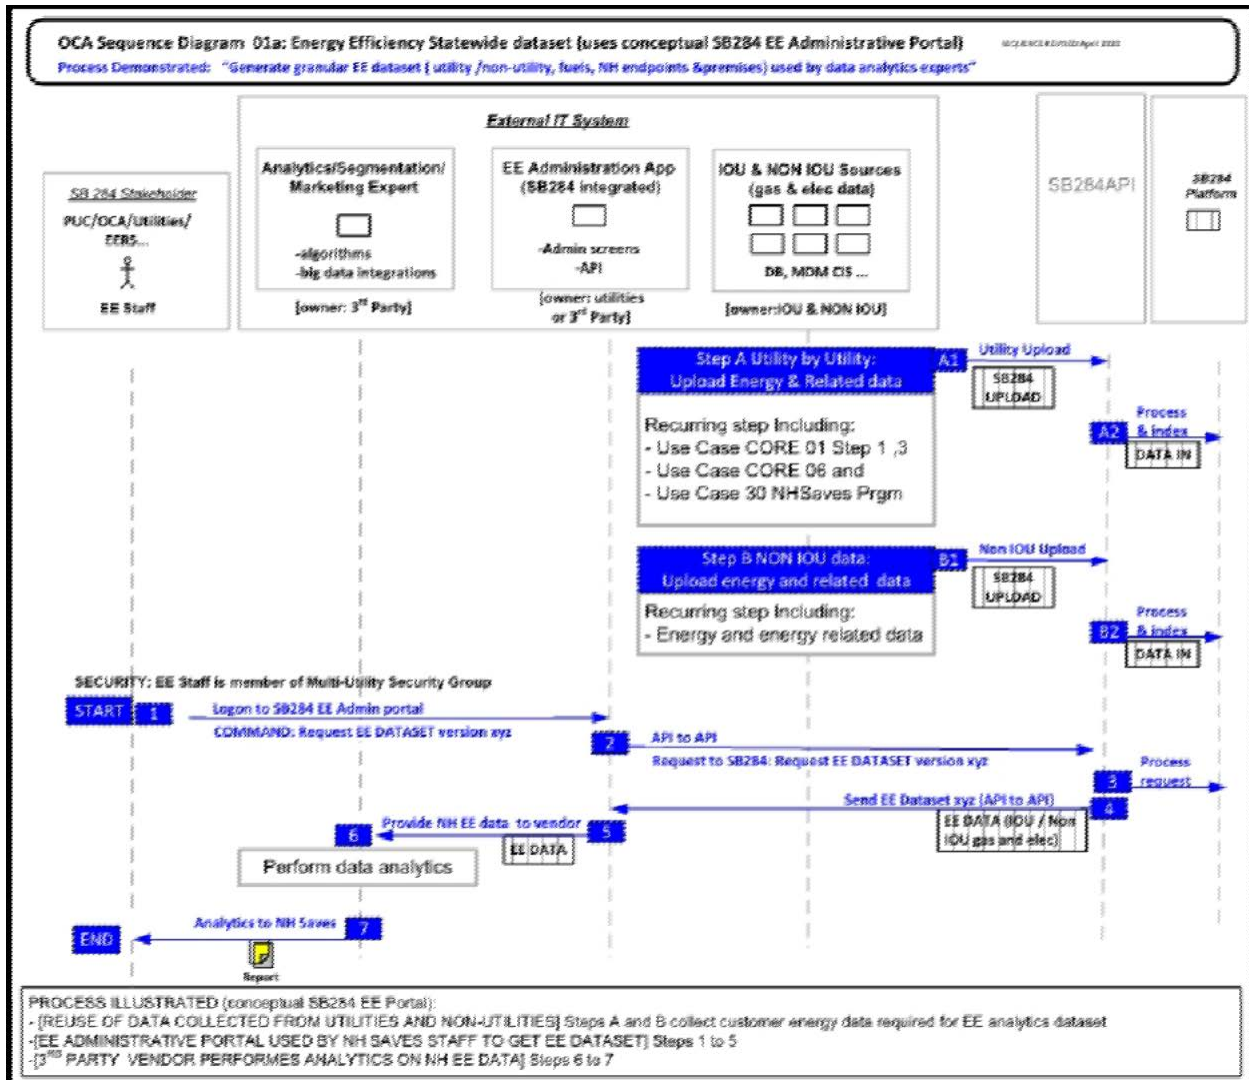 OCA Sequence Diagram 01a: Energy Efficiency Statewide dataset (uses conceptual SB284 EE Administrative Portal)
Process Demonstrated: "Generate granular EE dataset ( utility /non-utility, fuels, NH endpoints &premises) used by data analytics experts"
External IT System
SB 284 Stakeholder
PUC/OCA/Utilities/
EERS...
EE Staff
Analytics/Segmentation/
Marketing Expert
-algorithms
-big data integrations
[owner: 3rd Party]
EE Administration App
(SB284 integrated)
-Admin screens
-API
[owner: utilities
or 3rd Party]
IOU & NON IOU Sources
(gas & elec data)
DB, MDM CIS ...
[owner:IOU & NON IOU]
SB284API
SB284
Platform
Step A Utility by Utility:
Upload Energy & Related data
A1
Utility Upload
SB284
UPLOAD
Recurring step Including:
- Use Case CORE 01 Step 1 ,3
- Use Case CORE 06 and
- Use Case 30 NHSaves Prgm
A2
Process
& index
DATA IN
Step B NON IOU data:
Upload energy and related data
B1
Non IOU Upload
SB284
UPLOAD
Recurring step Including:
- Energy and energy related data
B2
Process
& index
DATA IN
SECURITY: EE Staff is member of Multi-Utility Security Group
START
1
Logon to SB284 EE Admin portal
COMMAND: Request EE DATASET version xyz
2
API to API
Request to SB284: Request EE DATASET version xyz
3
Process
request
Send EE Dataset xyz (API to API)
4
EE DATA (IOU / Non
IOU gas and elec)
5
Provide NH EE data to vendor
EE DATA
6
Perform data analytics
7
Analytics to NH Saves
END
Report
PROCESS ILLUSTRATED (conceptual SB284 EE Portal):
- [REUSE OF DATA COLLECTED FROM UTILITIES AND NON-UTILITIES] Steps A and B collect customer energy data required for EE analytics dataset
-[EE ADMINISTRATIVE PORTAL USED BY NH SAVES STAFF TO GET EE DATASET] Steps 1 to 5
-[3RD PARTY VENDOR PERFORMES ANALYTICS ON NH EE DATA] Steps 6 to 7